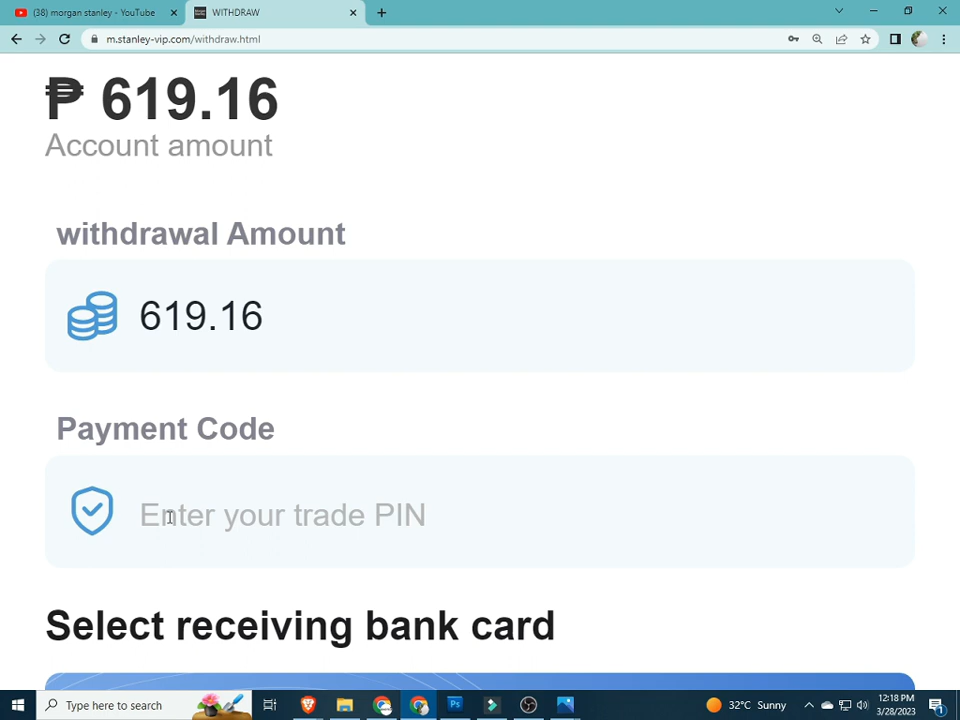 (38) morgan stanley - YouTube
WITHDRAW
m.stanley-vip.com/withdraw.html
₱ 619.16
Account amount
withdrawal Amount
619.16
Payment Code
Enter your trade PIN
Select receiving bank card
Type here to search
Ps
32°C Sunny
12:18 PM
3/28/2023
1